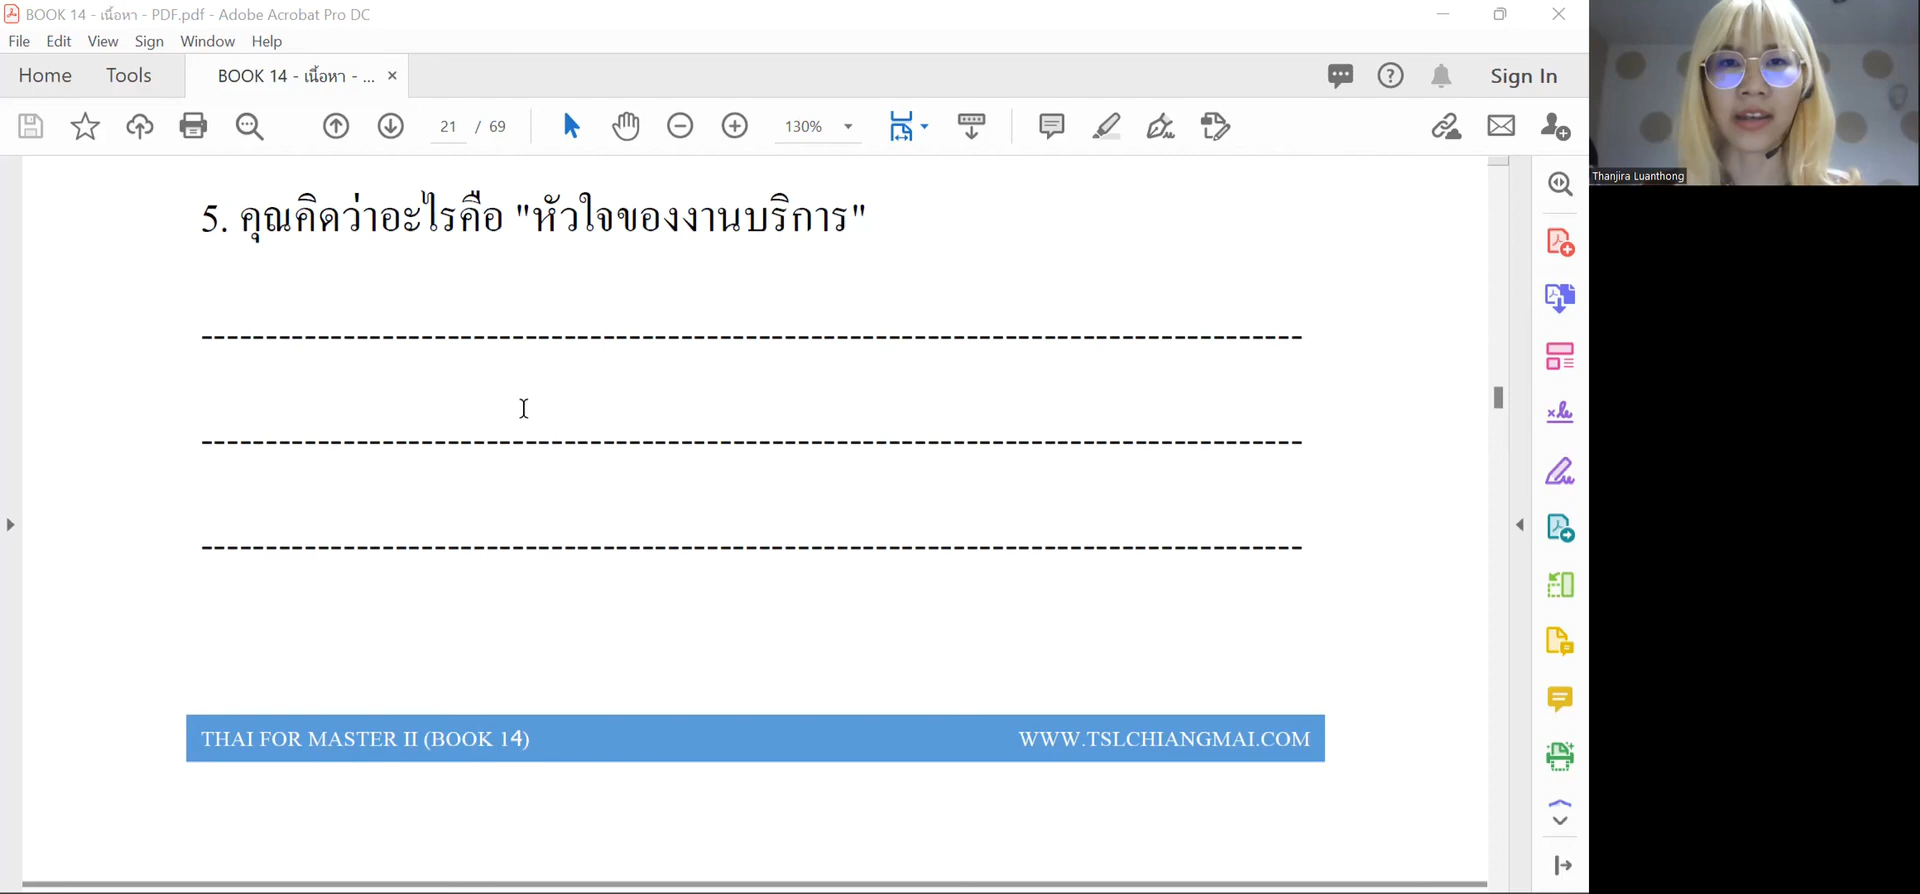 BOOK 14 - เนื้อหา - PDF.pdf - Adobe Acrobat Pro DC
File Edit View Sign Window Help
Home Tools BOOK 14 - เนื้อหา - ... × Sign In
21 / 69 130%
Thanjira Luanthong
5. คุณคิดว่าอะไรคือ "หัวใจของงานบริการ"
THAI FOR MASTER II (BOOK 14) WWW.TSLCHIANGMAI.COM